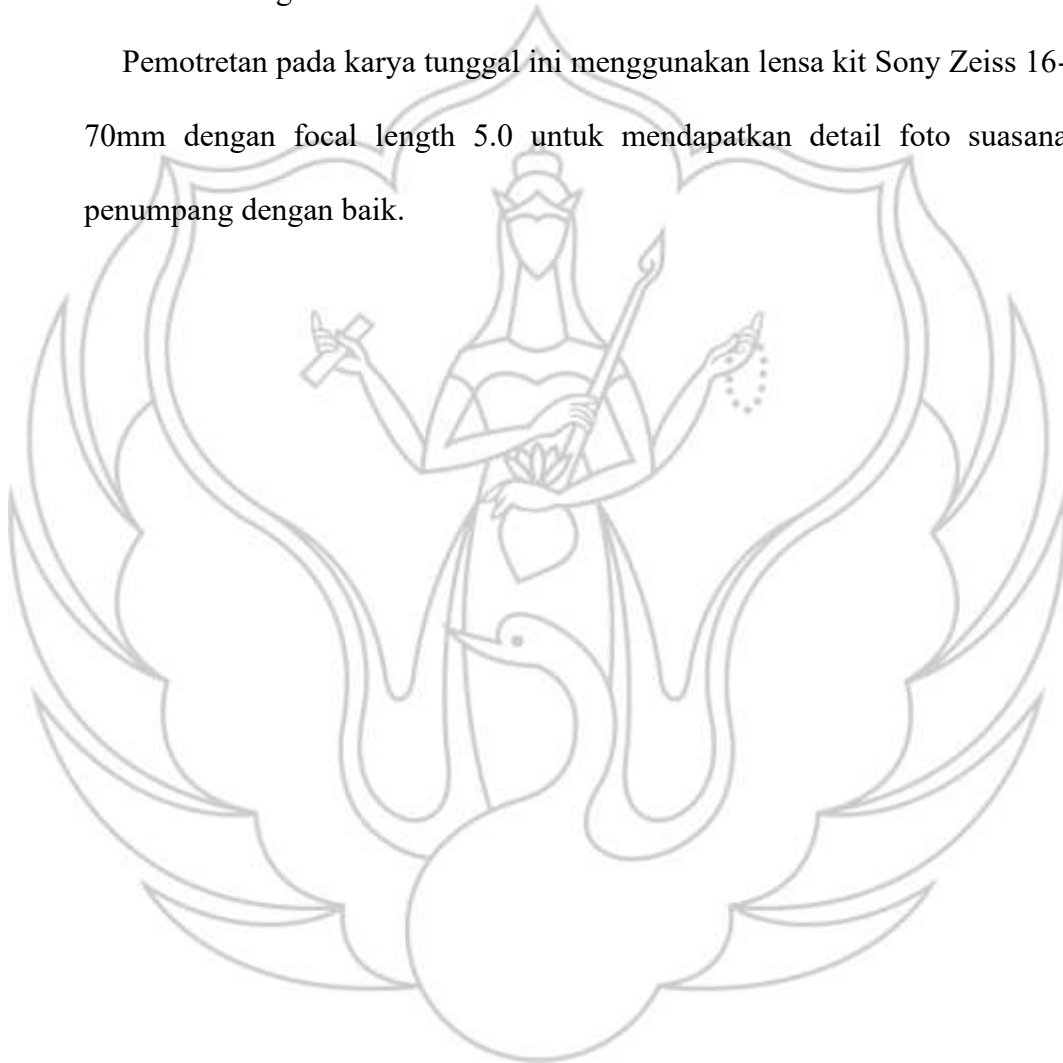 Pemotretan pada karya tunggal ini menggunakan lensa kit Sony Zeiss 16-
70mm dengan focal length 5.0 untuk mendapatkan detail foto suasana
penumpang dengan baik.